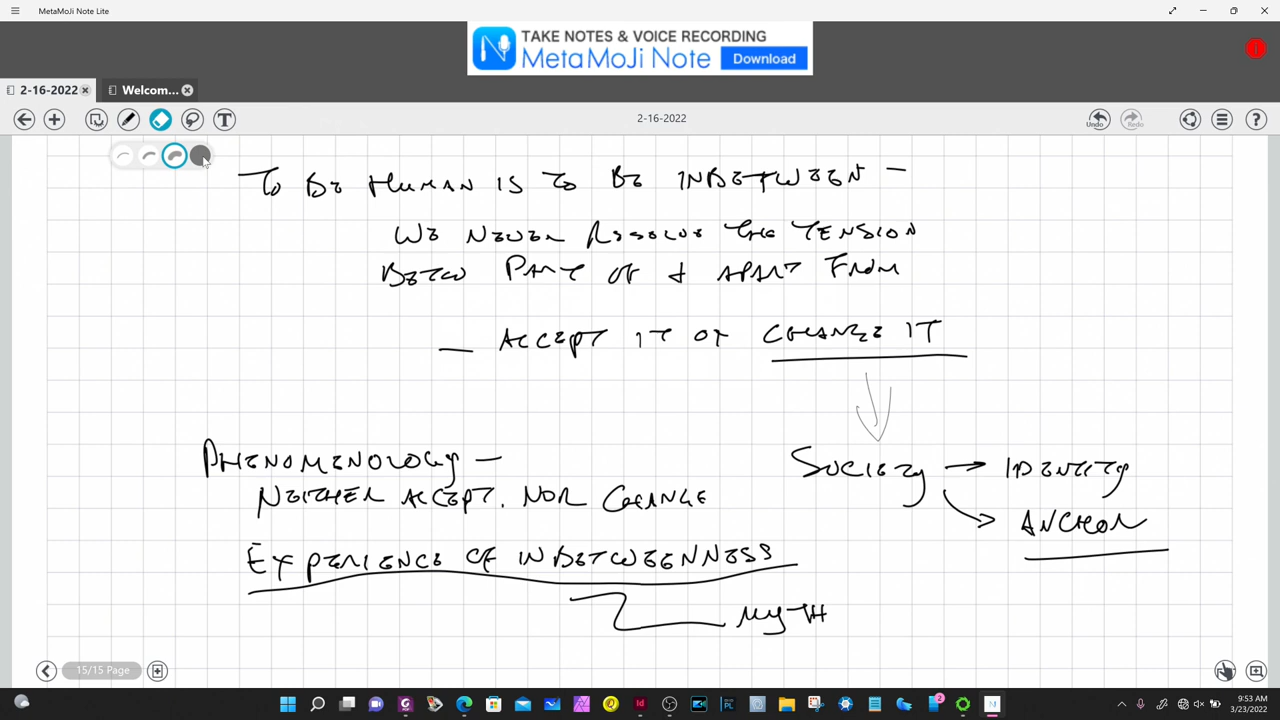 MetaMoJi Note Lite
TAKE NOTES & VOICE RECORDING
MetaMoJi Note Download
2-16-2022 Welcom...
2-16-2022
Undo Redo
TO BE HUMAN IS TO BE INBETWEEN —
WE NEVER RESOLVE THE TENSION
BETW PART OF & APART FROM
— ACCEPT IT OR CHANGE IT
PHENOMENOLOGY —
NEITHER ACCEPT. NOR CHANGE
SOCIETY → IDENTITY
ANCHOR
EXPERIENCE OF INBETWEENNESS
MYTH
15/15 Page
9:53 AM
3/23/2022